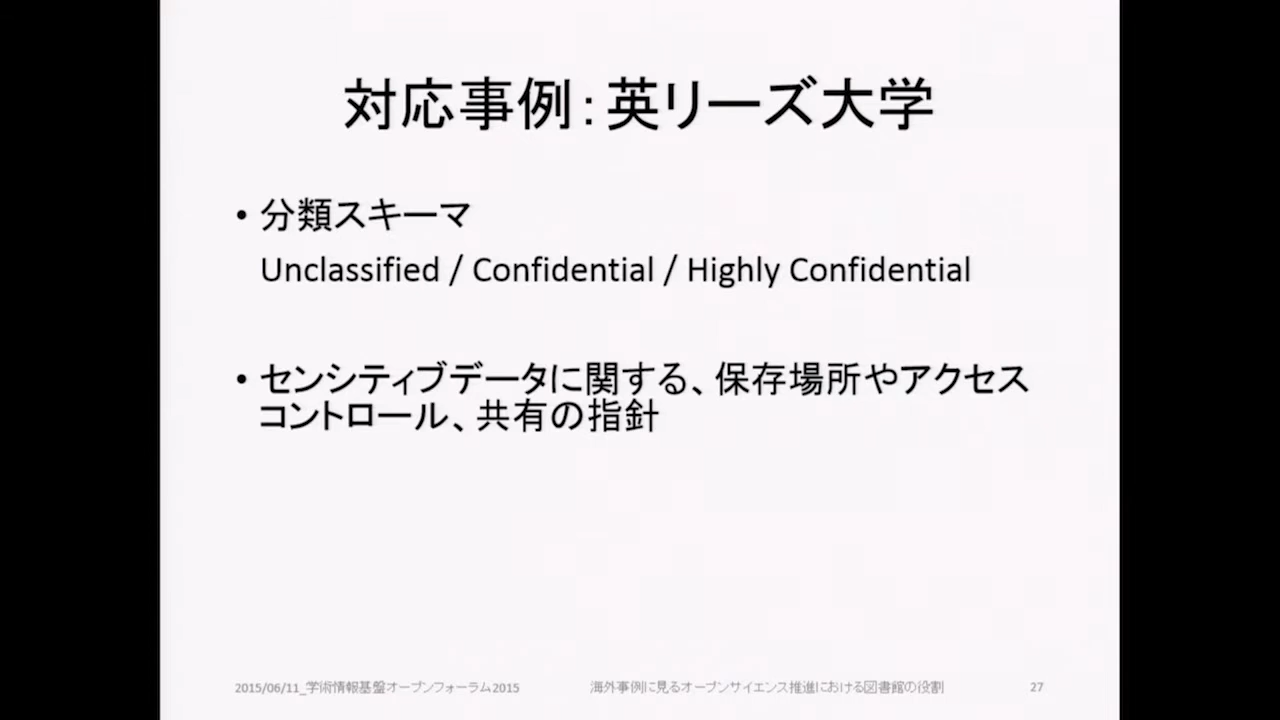 対応事例：英リーズ大学
• 分類スキーマ
Unclassified / Confidential / Highly Confidential
• センシティブデータに関する、保存場所やアクセス
コントロール、共有の指針
2015/06/11_学術情報基盤オープンフォーラム2015
海外事例に見るオープンサイエンス推進における図書館の役割
27